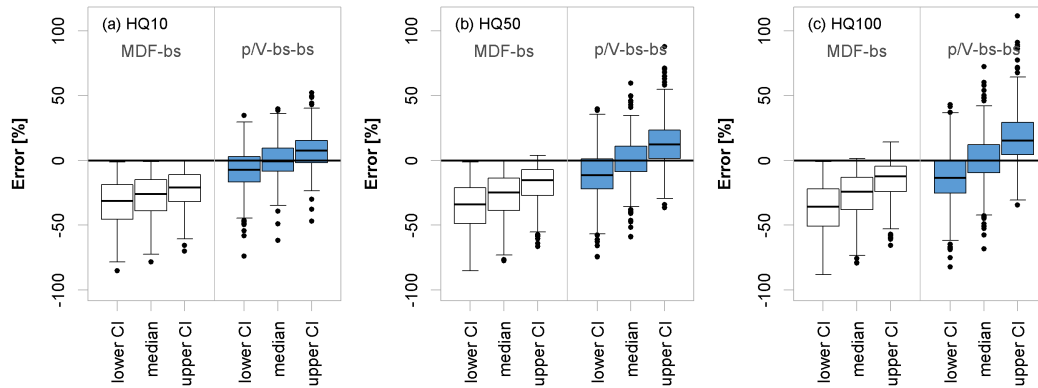 (a) HQ10
MDF-bs
p/V-bs-bs
Error [%]
100
50
0
-50
-100
lower CI
median
upper CI
lower CI
median
upper CI
(b) HQ50
MDF-bs
p/V-bs-bs
Error [%]
100
50
0
-50
-100
lower CI
median
upper CI
lower CI
median
upper CI
(c) HQ100
MDF-bs
p/V-bs-bs
Error [%]
100
50
0
-50
-100
lower CI
median
upper CI
lower CI
median
upper CI